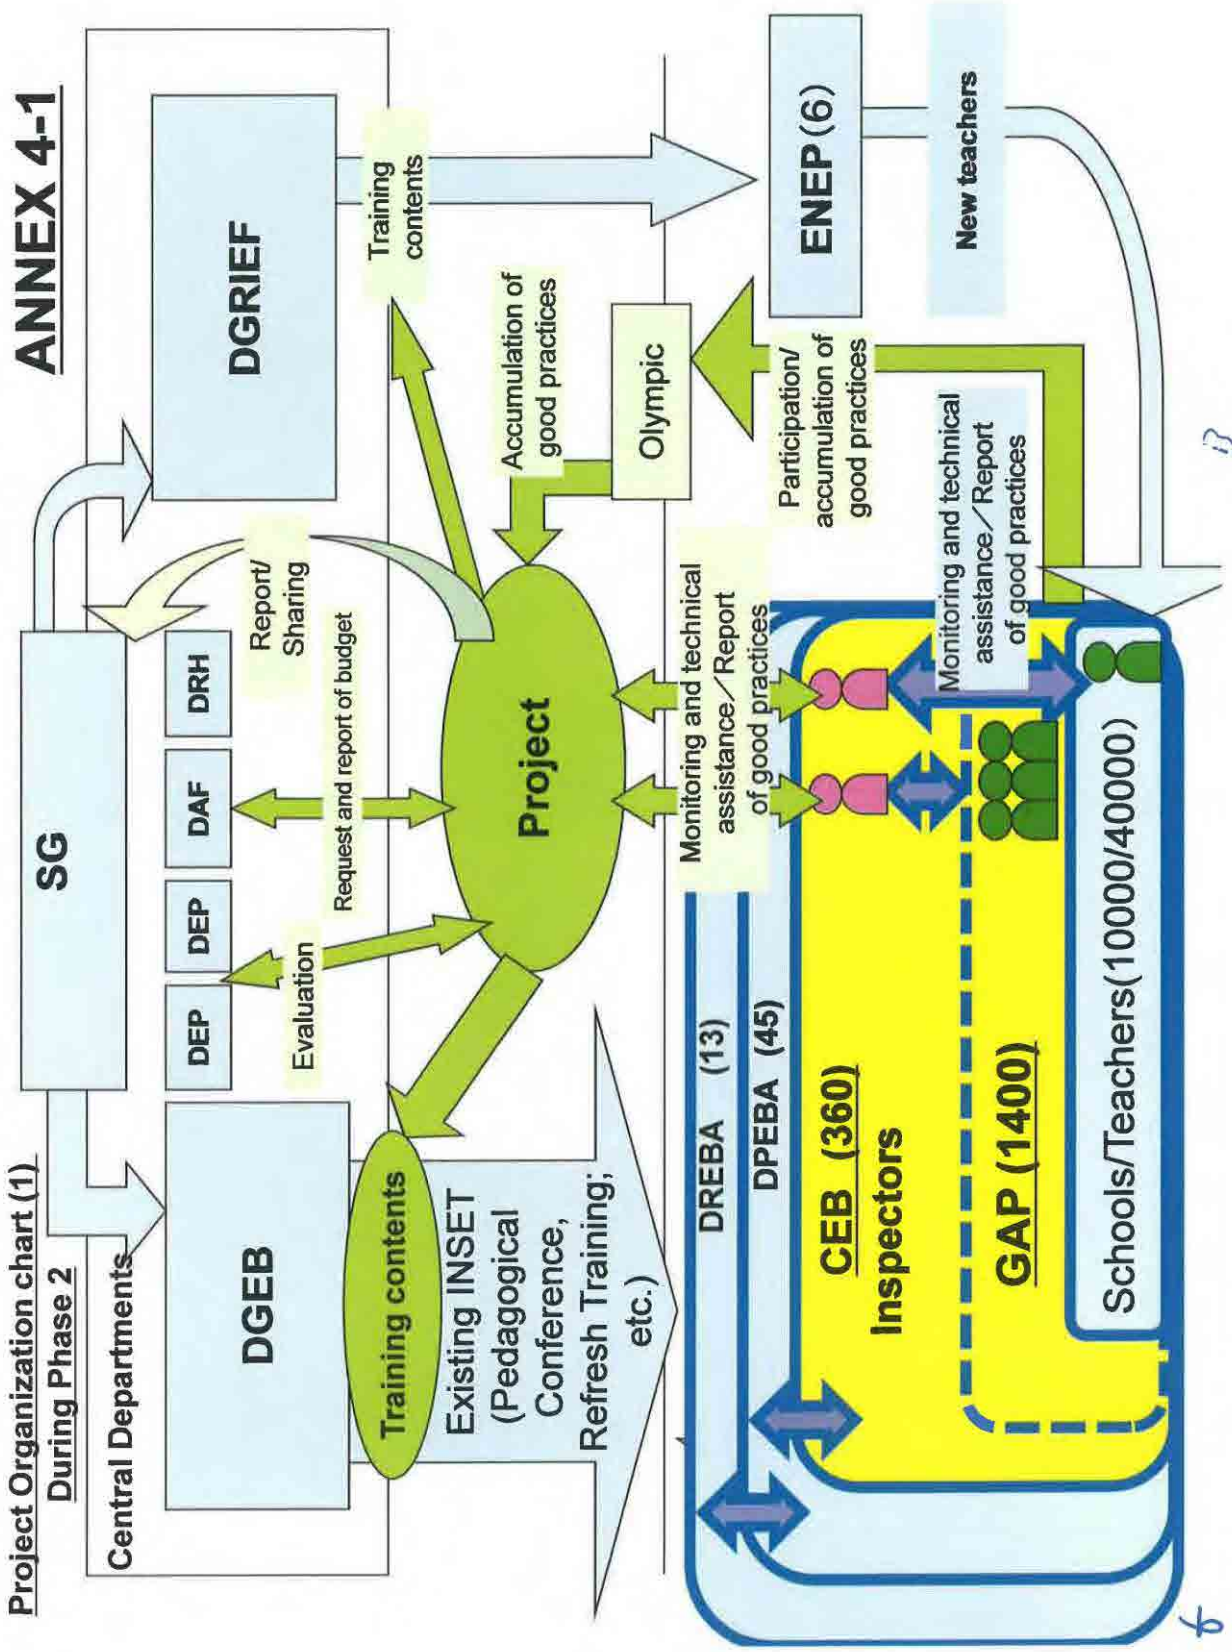 ANNEX 4-1
Project Organization chart (1)
During Phase 2
Central Departments
SG
DEP
DEP
DAF
DRH
DGEB
DGRIEF
Report/
Sharing
Request and report of budget
Evaluation
Training contents
Training
contents
Existing INSET
(Pedagogical
Conference,
Refresh Training;
etc.)
Project
Accumulation of
good practices
Olympic
ENEP (6)
New teachers
Participation/
accumulation of
good practices
Monitoring and technical
assistance／Report
of good practices
Monitoring and technical
assistance／Report
of good practices
DREBA (13)
DPEBA (45)
CEB (360)
Inspectors
GAP (1400)
Schools/Teachers(10000/40000)